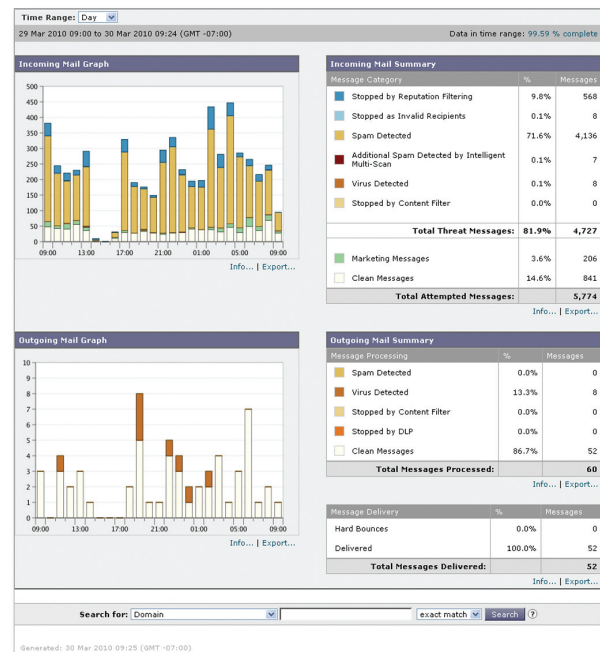 Time Range: Day
29 Mar 2010 09:00 to 30 Mar 2010 09:24 (GMT -07:00) Data in time range: 99.59 % complete
Incoming Mail Graph
500
450
400
350
300
250
200
150
100
50
0
09:00 13:00 17:00 21:00 01:00 05:00 09:00
Info... | Export...
Incoming Mail Summary
Message Category % Messages
Stopped by Reputation Filtering 9.8% 568
Stopped as Invalid Recipients 0.1% 8
Spam Detected 71.6% 4,136
Additional Spam Detected by Intelligent
Multi-Scan 0.1% 7
Virus Detected 0.1% 8
Stopped by Content Filter 0.0% 0
Total Threat Messages: 81.9% 4,727
Marketing Messages 3.6% 206
Clean Messages 14.6% 841
Total Attempted Messages: 5,774
Info... | Export...
Outgoing Mail Graph
10
9
8
7
6
5
4
3
2
1
0
09:00 13:00 17:00 21:00 01:00 05:00 09:00
Info... | Export...
Outgoing Mail Summary
Message Processing % Messages
Spam Detected 0.0% 0
Virus Detected 13.3% 8
Stopped by Content Filter 0.0% 0
Stopped by DLP 0.0% 0
Clean Messages 86.7% 52
Total Messages Processed: 60
Info... | Export...
Message Delivery % Messages
Hard Bounces 0.0% 0
Delivered 100.0% 52
Total Messages Delivered: 52
Info... | Export...
Search for: Domain exact match Search ?
Generated: 30 Mar 2010 09:25 (GMT -07:00)